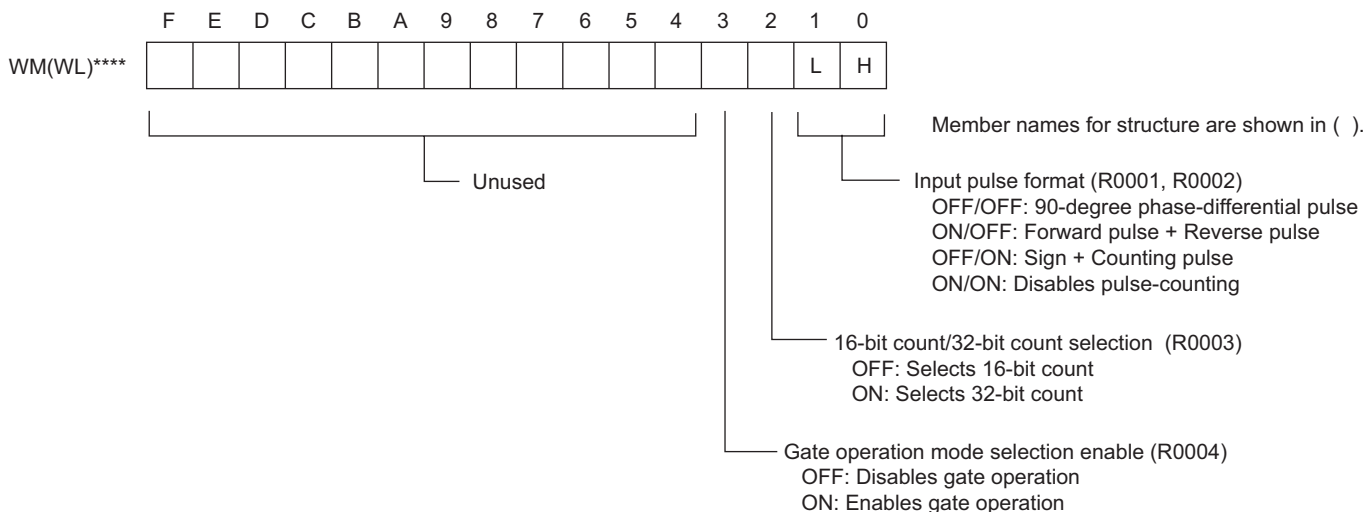 F E D C B A 9 8 7 6 5 4 3 2 1 0
WM(WL)****
L H
Member names for structure are shown in ( ).
Unused
Input pulse format (R0001, R0002)
OFF/OFF: 90-degree phase-differential pulse
ON/OFF: Forward pulse + Reverse pulse
OFF/ON: Sign + Counting pulse
ON/ON: Disables pulse-counting
16-bit count/32-bit count selection (R0003)
OFF: Selects 16-bit count
ON: Selects 32-bit count
Gate operation mode selection enable (R0004)
OFF: Disables gate operation
ON: Enables gate operation